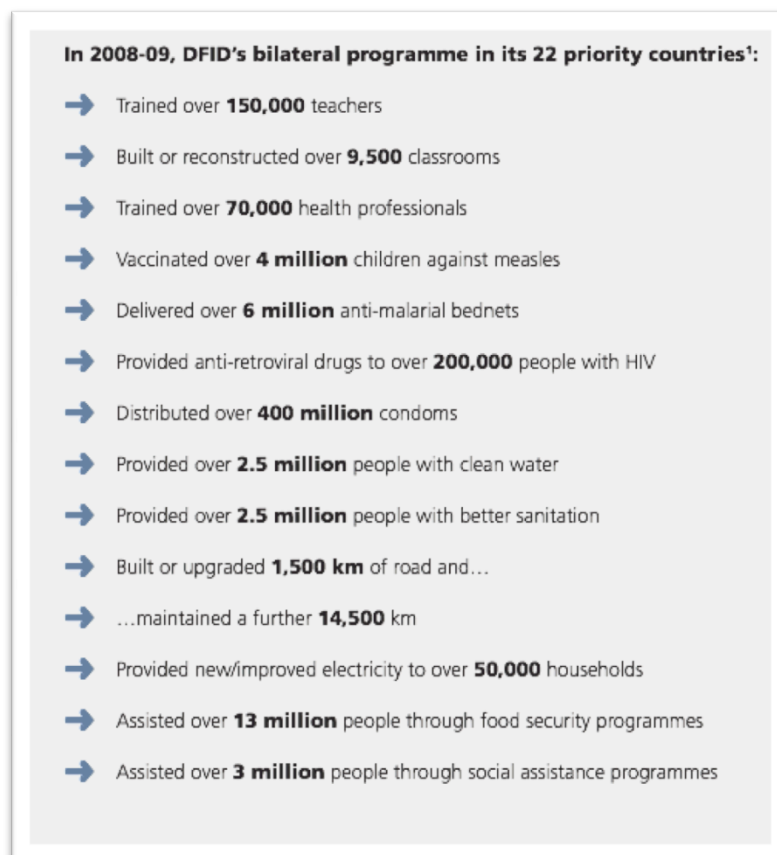 In 2008-09, DFID's bilateral programme in its 22 priority countries¹:
Trained over 150,000 teachers
Built or reconstructed over 9,500 classrooms
Trained over 70,000 health professionals
Vaccinated over 4 million children against measles
Delivered over 6 million anti-malarial bednets
Provided anti-retroviral drugs to over 200,000 people with HIV
Distributed over 400 million condoms
Provided over 2.5 million people with clean water
Provided over 2.5 million people with better sanitation
Built or upgraded 1,500 km of road and…
…maintained a further 14,500 km
Provided new/improved electricity to over 50,000 households
Assisted over 13 million people through food security programmes
Assisted over 3 million people through social assistance programmes